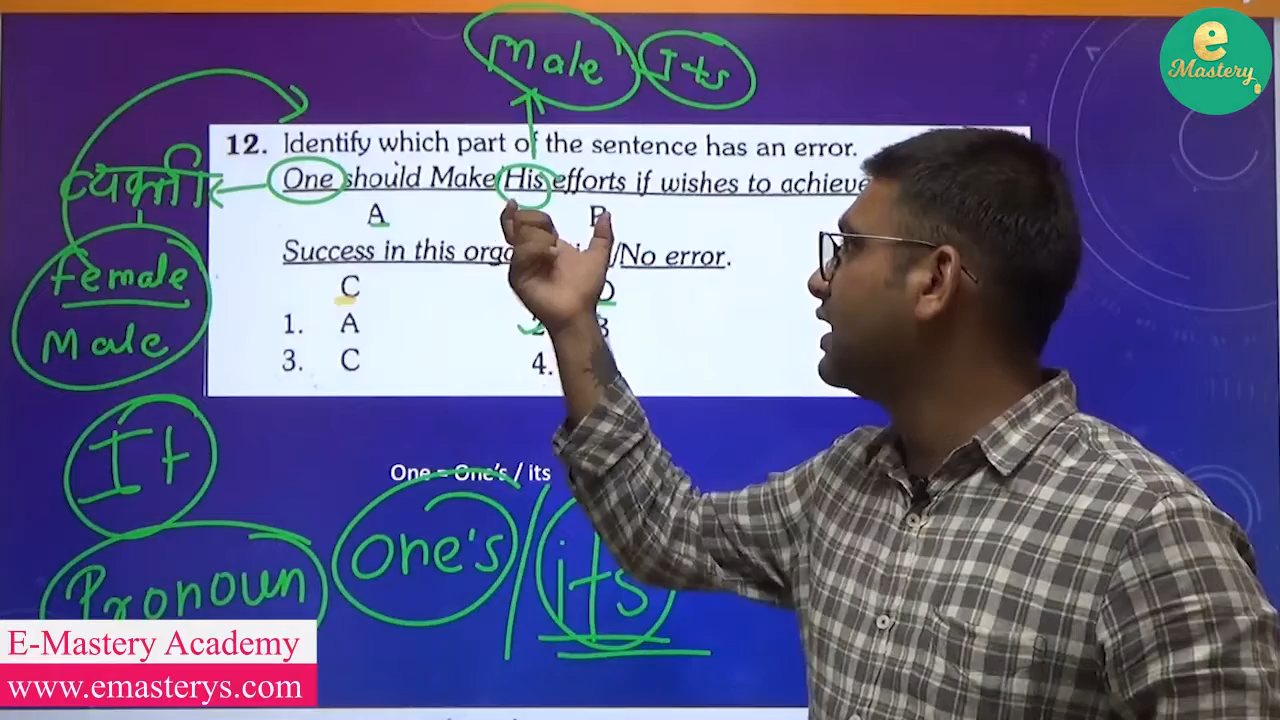 Male Its
e
Mastery
12. Identify which part of the sentence has an error.
One should Make His efforts if wishes to achieve
A B
Success in this /No error.
C D
1. A 2. B
3. C 4.
व्यक्ती
Female
Male
It
Pronoun
One = One's / its
one's / its
E-Mastery Academy
www.emasterys.com